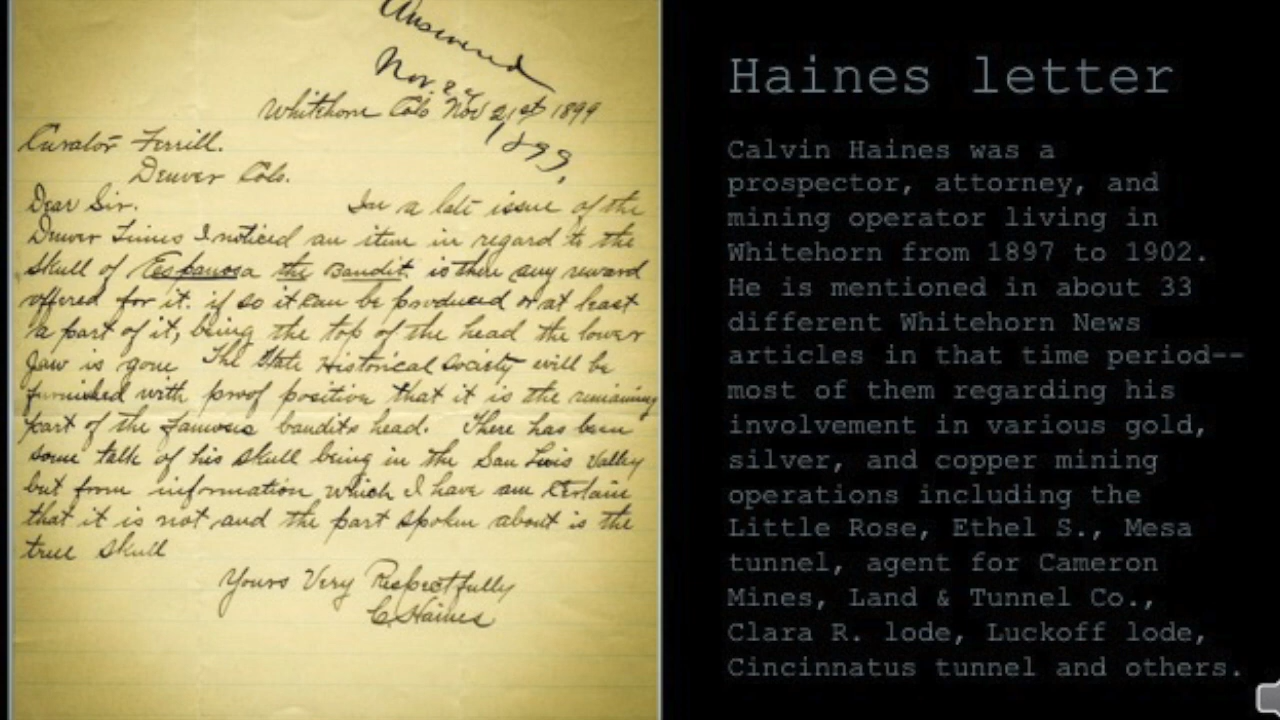 Answered
Nov. 22
1899.
Whitehorn Colo Nov 21st 1899
Curator Ferrill.
Denver Colo.
Dear Sir. In a late issue of the
Denver Times I noticed an item in regard to the
skull of Espanosa the Bandit. is there any reward
offered for it. if so it can be produced or at least
a part of it, being the top of the head the lower
Jaw is gone The State Historical Society will be
furnished with proof positive that it is the remaining
part of the famous bandits head. There has been
some talk of his skull being in the San Luis Valley
but from information which I have am certain
that it is not and the part spoken about is the
true skull
Yours Very Respectfully
C. Haines
Haines letter
Calvin Haines was a
prospector, attorney, and
mining operator living in
Whitehorn from 1897 to 1902.
He is mentioned in about 33
different Whitehorn News
articles in that time period--
most of them regarding his
involvement in various gold,
silver, and copper mining
operations including the
Little Rose, Ethel S., Mesa
tunnel, agent for Cameron
Mines, Land & Tunnel Co.,
Clara R. lode, Luckoff lode,
Cincinnatus tunnel and others.